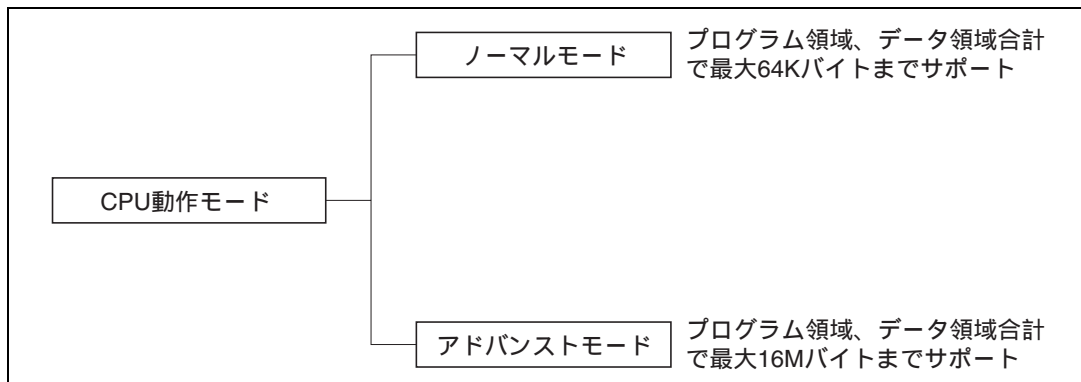 ノーマルモード
プログラム領域、データ領域合計
で最大64Kバイトまでサポート
CPU動作モード
アドバンストモード
プログラム領域、データ領域合計
で最大16Mバイトまでサポート